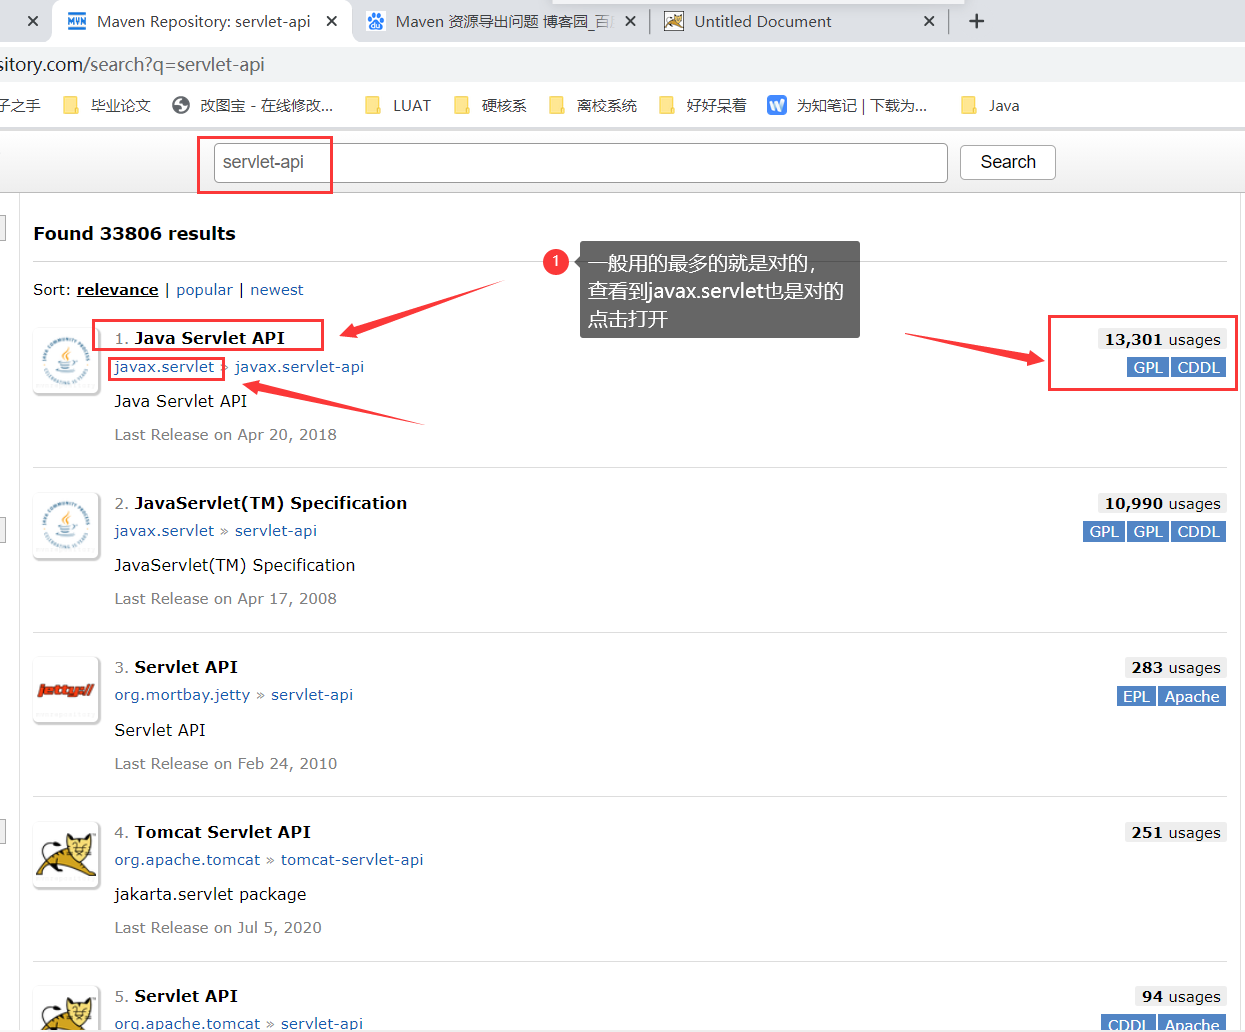 Maven Repository: servlet-api
Maven 资源导出问题 博客园_百
Untitled Document
sitory.com/search?q=servlet-api
子之手
毕业论文
改图宝 - 在线修改...
LUAT
硬核系
离校系统
好好呆着
为知笔记 | 下载为...
Java
servlet-api
Search
Found 33806 results
1
一般用的最多的就是对的，
查看到javax.servlet也是对的
点击打开
Sort: relevance | popular | newest
1. Java Servlet API
13,301 usages
javax.servlet » javax.servlet-api
GPL CDDL
Java Servlet API
Last Release on Apr 20, 2018
2. JavaServlet(TM) Specification
10,990 usages
javax.servlet » servlet-api
GPL GPL CDDL
JavaServlet(TM) Specification
Last Release on Apr 17, 2008
jetty://
3. Servlet API
283 usages
org.mortbay.jetty » servlet-api
EPL Apache
Servlet API
Last Release on Feb 24, 2010
4. Tomcat Servlet API
251 usages
org.apache.tomcat » tomcat-servlet-api
jakarta.servlet package
Last Release on Jul 5, 2020
5. Servlet API
94 usages
org.apache.tomcat » servlet-api
CDDL Apache